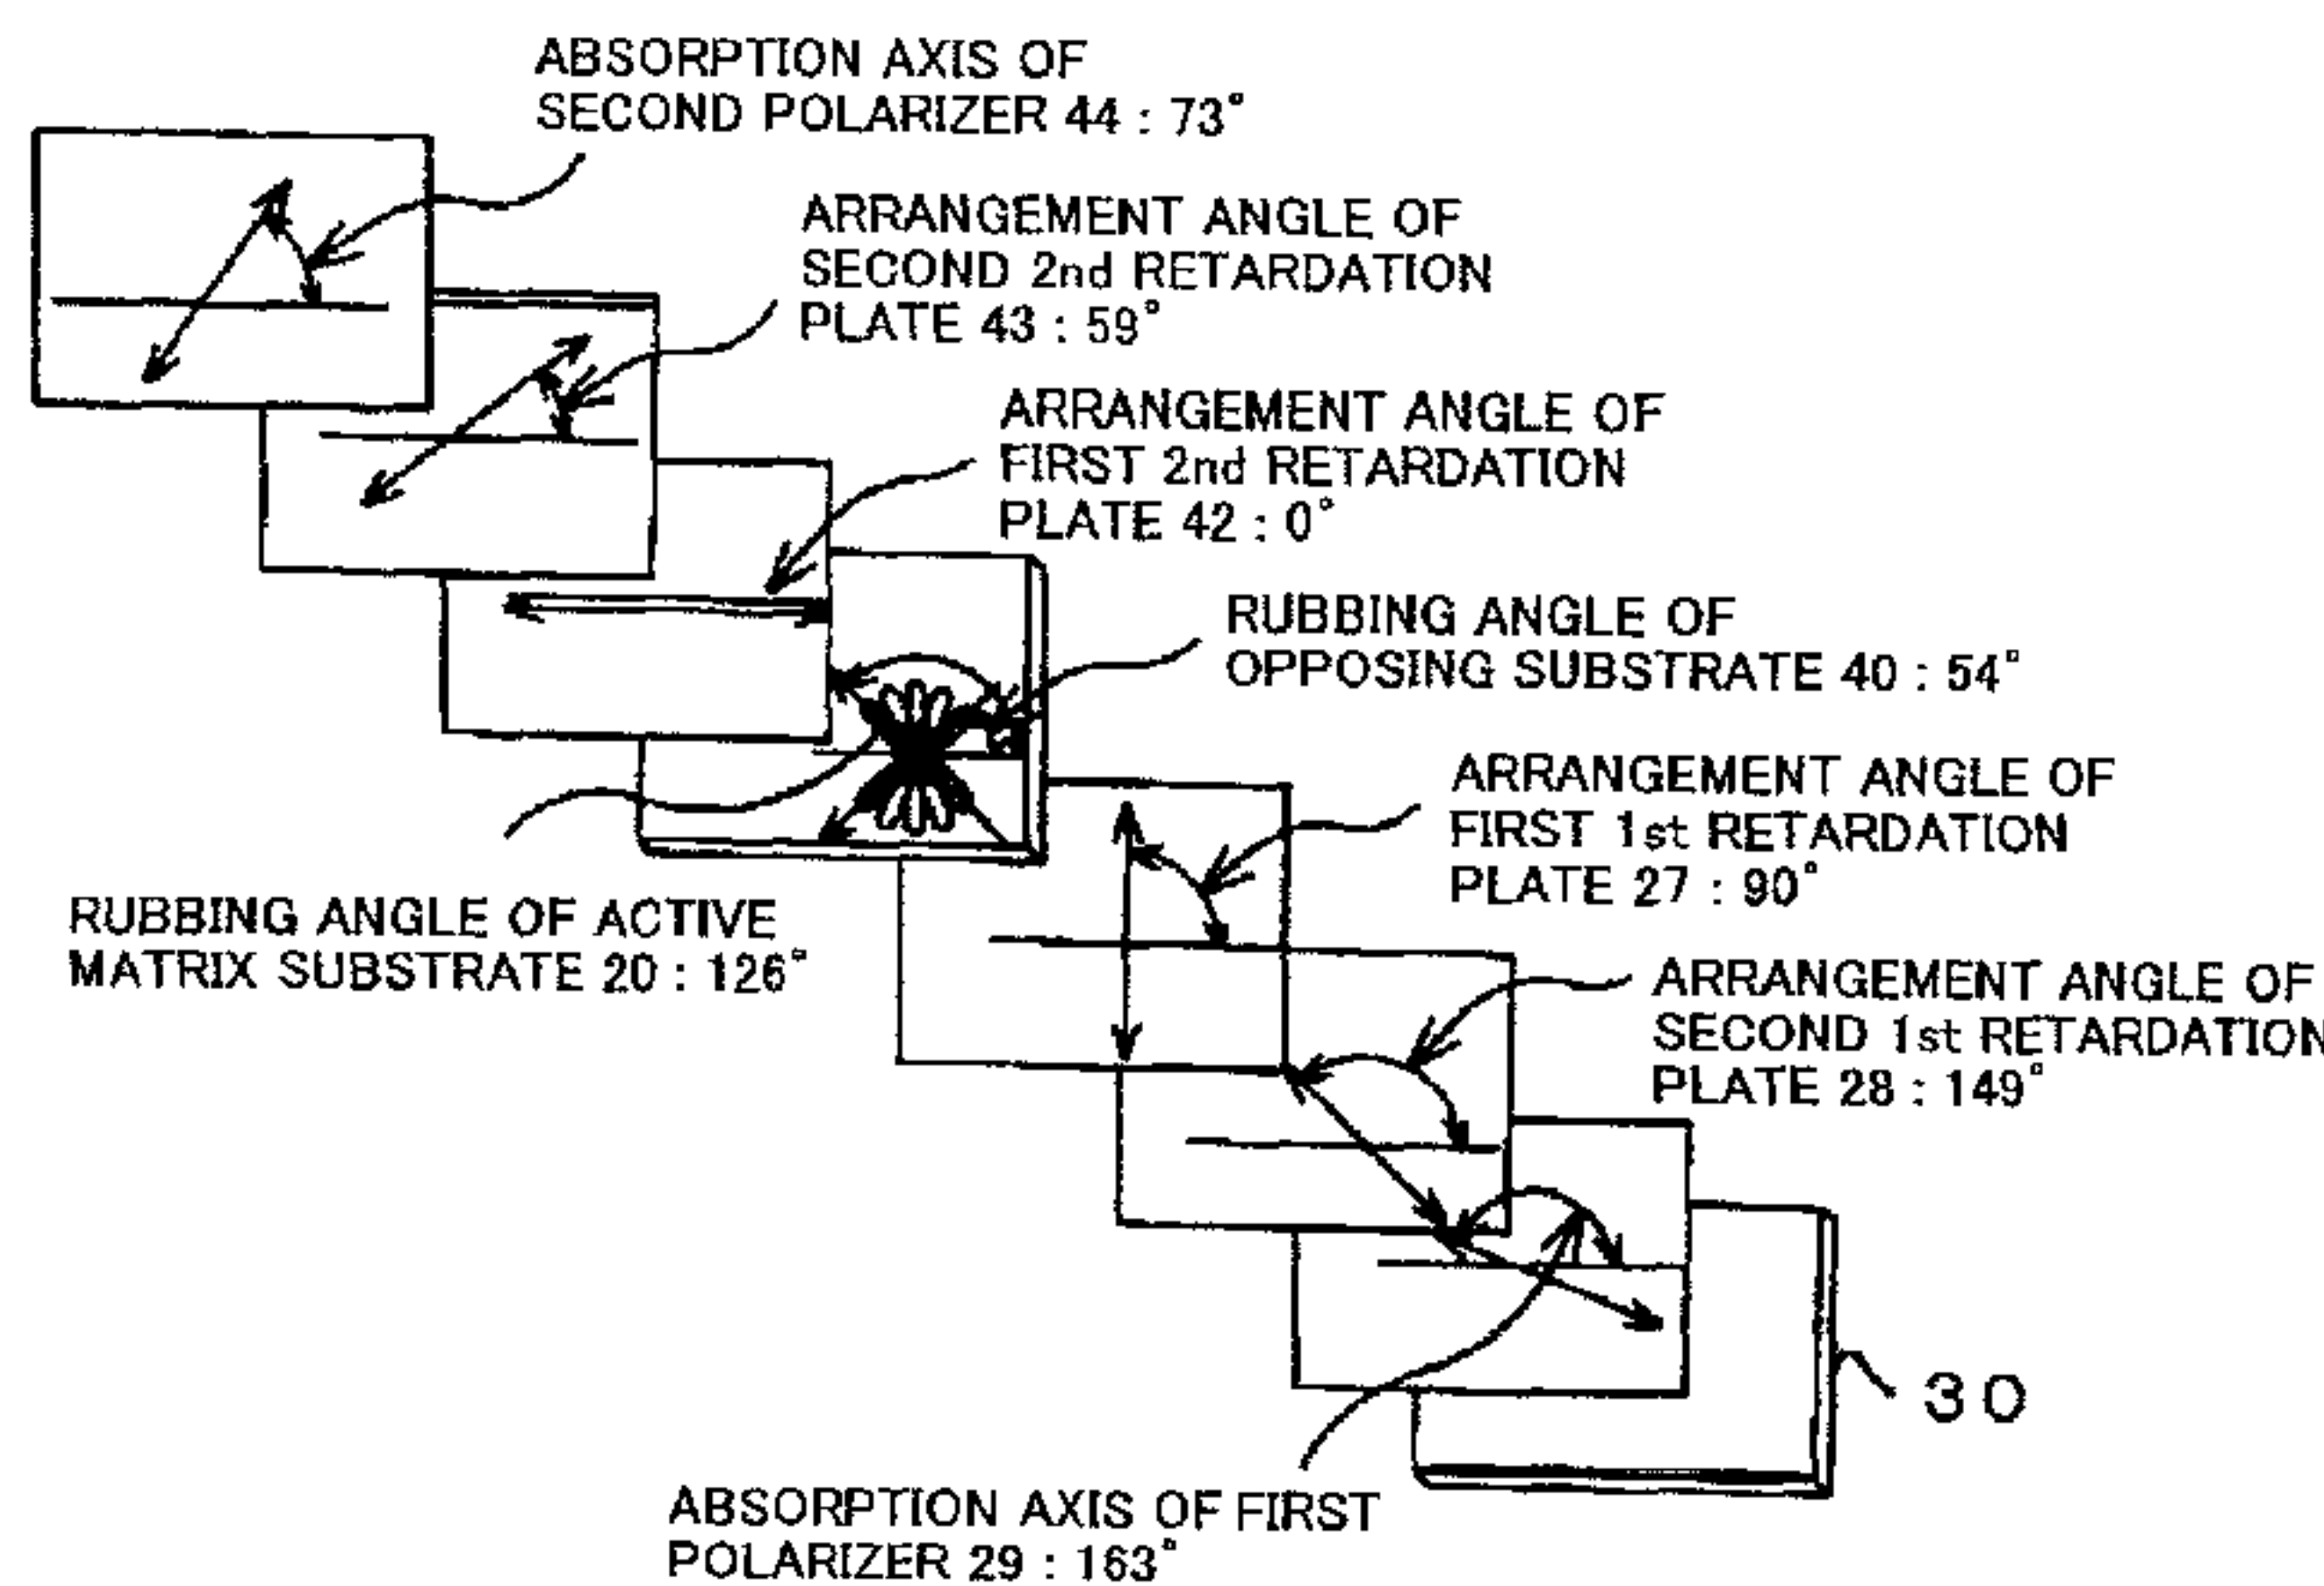 ABSORPTION AXIS OF
SECOND POLARIZER 44 : 73°
ARRANGEMENT ANGLE OF
SECOND 2nd RETARDATION
PLATE 43 : 59°
ARRANGEMENT ANGLE OF
FIRST 2nd RETARDATION
PLATE 42 : 0°
RUBBING ANGLE OF
OPPOSING SUBSTRATE 40 : 54°
ARRANGEMENT ANGLE OF
FIRST 1st RETARDATION
PLATE 27 : 90°
RUBBING ANGLE OF ACTIVE
MATRIX SUBSTRATE 20 : 126°
ARRANGEMENT ANGLE OF
SECOND 1st RETARDATION
PLATE 28 : 149°
30
ABSORPTION AXIS OF FIRST
POLARIZER 29 : 163°